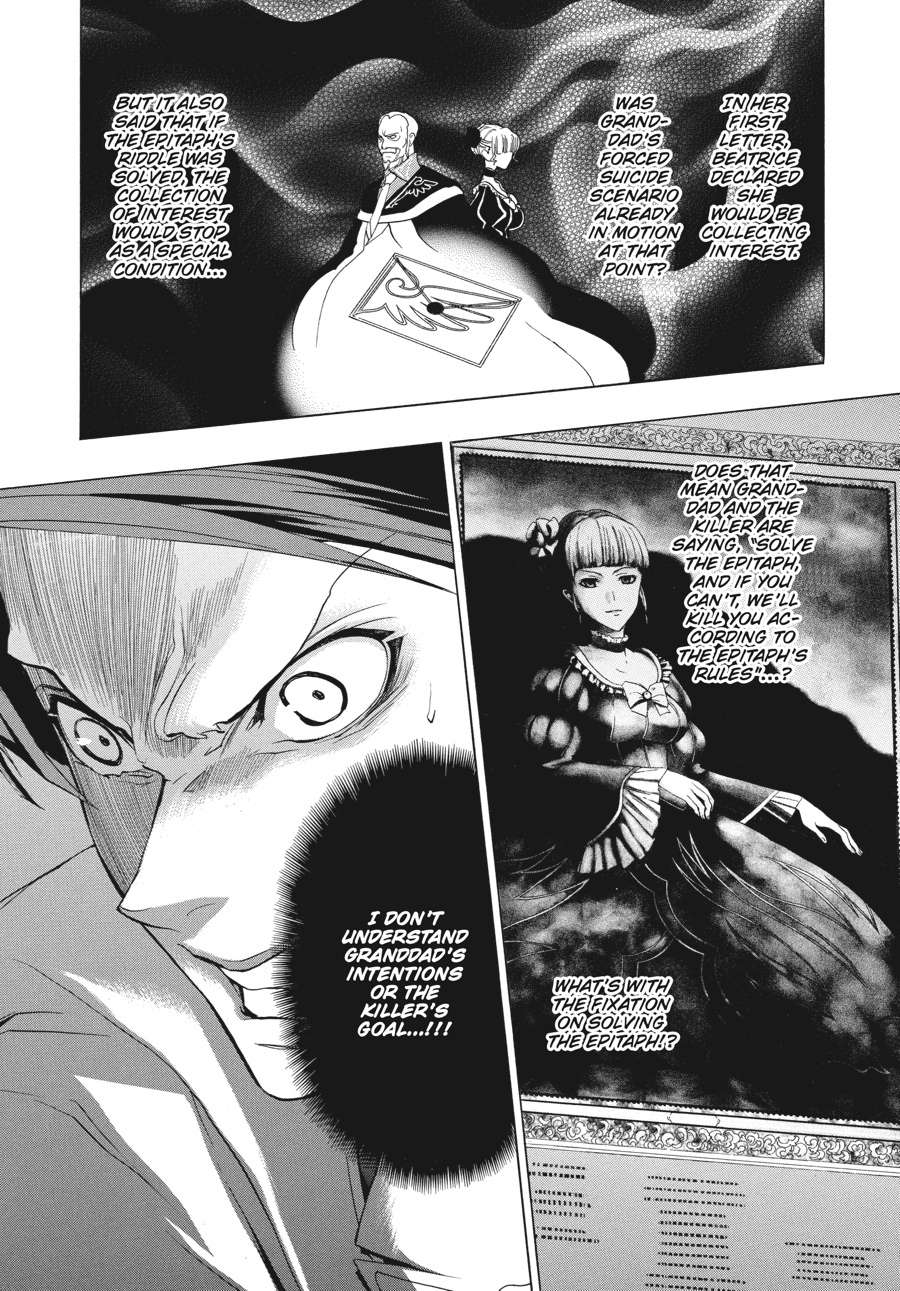 IN HER
FIRST
LETTER,
BEATRICE
DECLARED
SHE
WOULD BE
COLLECTING
INTEREST.
WAS
GRAND-
DAD'S
FORCED
SUICIDE
SCENARIO
ALREADY
IN MOTION
AT THAT
POINT?
BUT IT ALSO
SAID THAT IF
THE EPITAPH'S
RIDDLE WAS
SOLVED, THE
COLLECTION
OF INTEREST
WOULD STOP
AS A SPECIAL
CONDITION...
DOES THAT
MEAN GRAND-
DAD AND THE
KILLER ARE
SAYING, "SOLVE
THE EPITAPH,
AND IF YOU
CAN'T, WE'LL
KILL YOU AC-
CORDING TO
THE EPITAPH'S
RULES"...?
WHAT'S WITH
THE FIXATION
ON SOLVING
THE EPITAPH!?
I DON'T
UNDERSTAND
GRANDDAD'S
INTENTIONS
OR THE
KILLER'S
GOAL...!!!